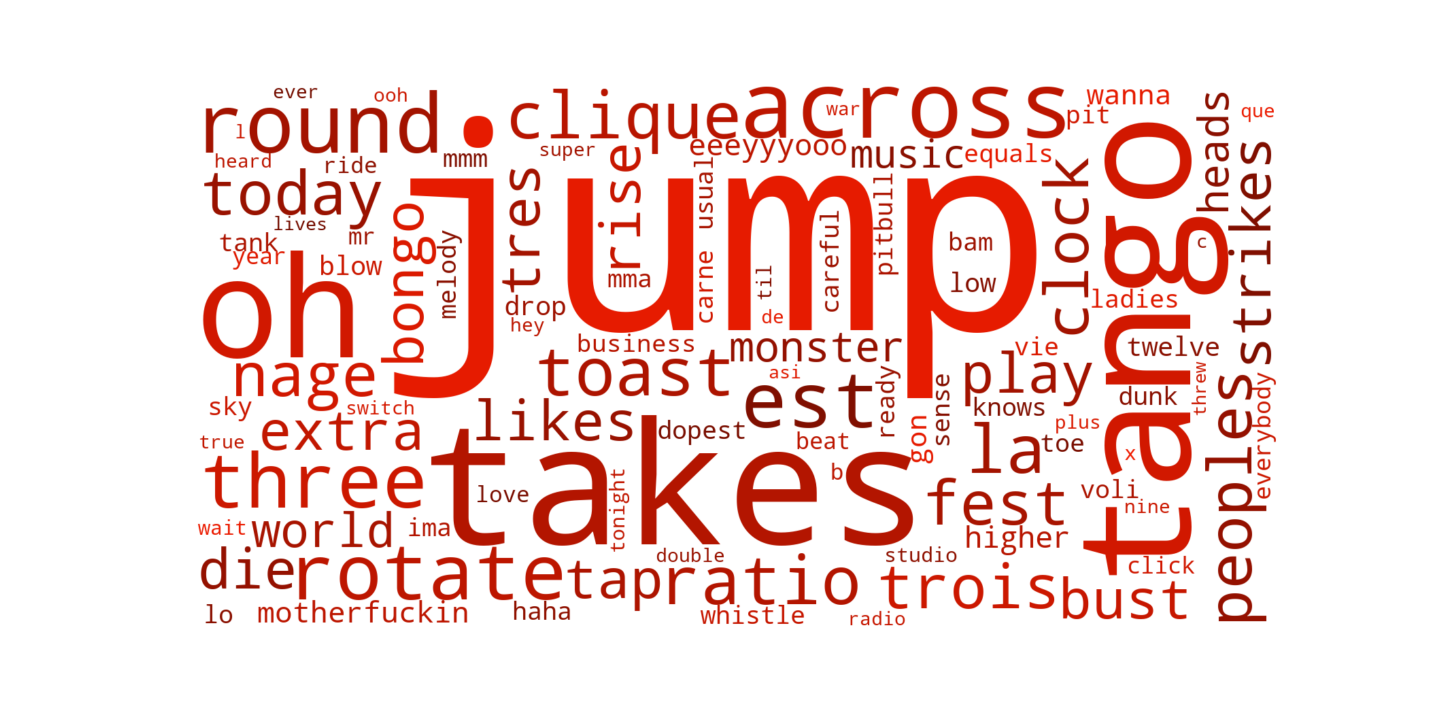 jump
takes
tango
oh
round
across
clique
today
rotate
three
ratio
trois
toast
est
fest
la
play
clock
peoples
strikes
heads
bust
tap
die
world
extra
nage
likes
monster
music
tres
rise
bongo
eeeyyyooo
ever
ooh
l
heard
ride
mmm
super
war
pit
wanna
que
equals
lives
tank
mr
year
blow
melody
drop
hey
mma
carne
usual
til
de
careful
pitbull
bam
low
c
ladies
business
asi
vie
twelve
threw
sky
switch
true
dopest
beat
b
ready
gon
sense
knows
dunk
plus
toe
x
everybody
love
tonight
voli
nine
wait
ima
double
studio
higher
click
lo
motherfuckin
haha
whistle
radio